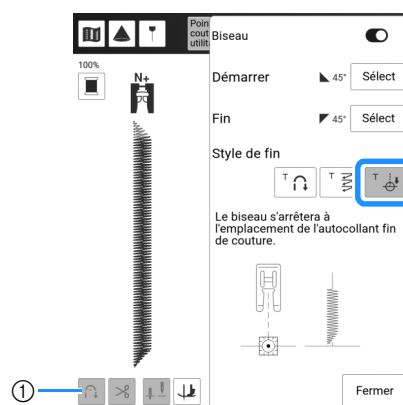 Poin
cout
utilit
100%
N+
①
Biseau
Démarrer 45° Sélect
Fin 45° Sélect
Style de fin
T T T
Le biseau s'arrêtera à
l'emplacement de l'autocollant fin
de couture.
Fermer